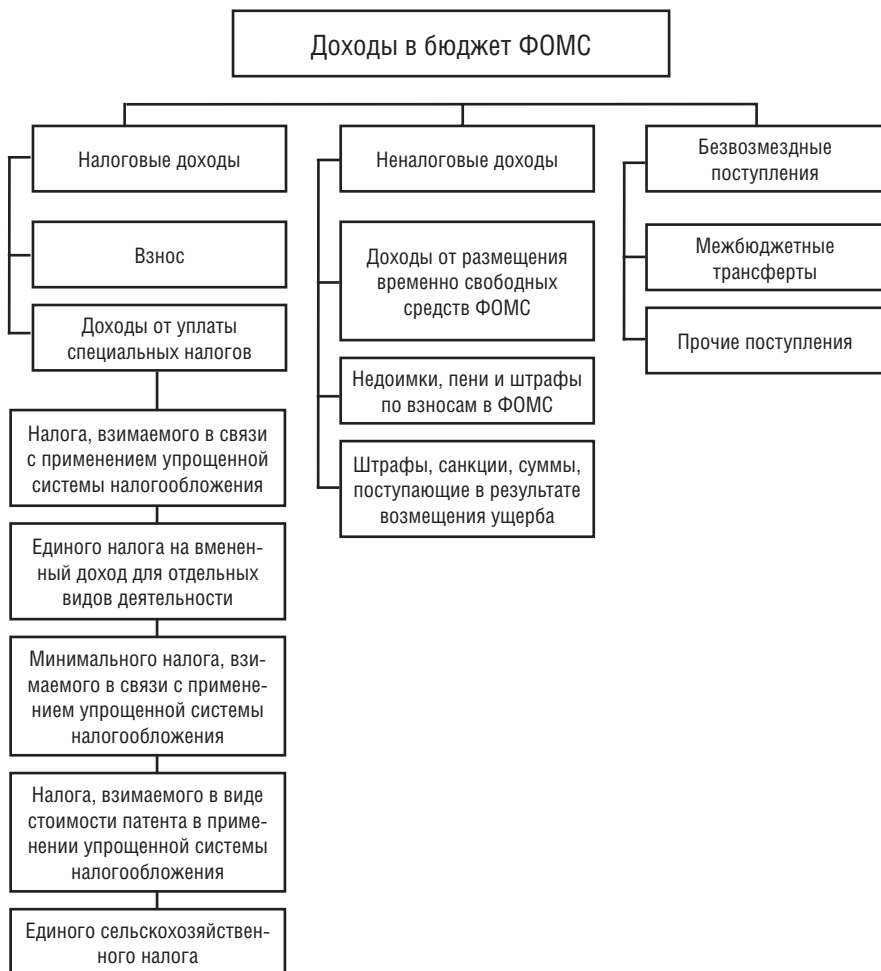 Доходы в бюджет ФОМС
Налоговые доходы
Взнос
Доходы от уплаты
специальных налогов
Налога, взимаемого в связи
с применением упрощенной
системы налогообложения
Единого налога на вменен-
ный доход для отдельных
видов деятельности
Минимального налога, взи-
маемого в связи с примене-
нием упрощенной системы
налогообложения
Налога, взимаемого в виде
стоимости патента в приме-
нении упрощенной системы
налогообложения
Единого сельскохозяйствен-
ного налога
Неналоговые доходы
Доходы от размещения
временно свободных
средств ФОМС
Недоимки, пени и штрафы
по взносам в ФОМС
Штрафы, санкции, суммы,
поступающие в результате
возмещения ущерба
Безвозмездные
поступления
Межбюджетные
трансферты
Прочие поступления